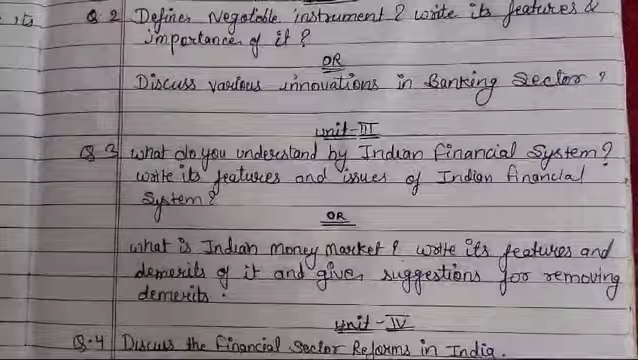 its
Q.2 Define Negotoble instrument? write its features &
importance of it?
OR
Discuss various innovations in Banking Sector?
unit-III
Q 3 what do you understand by Indian Financial System?
write its features and issues of Indian financial
System?
OR
what is Indian Money Market? write its features and
demerits of it and give suggestions for removing
demerits.
unit-IV
Q.4 Discuss the Financial Sector Reforms in India.